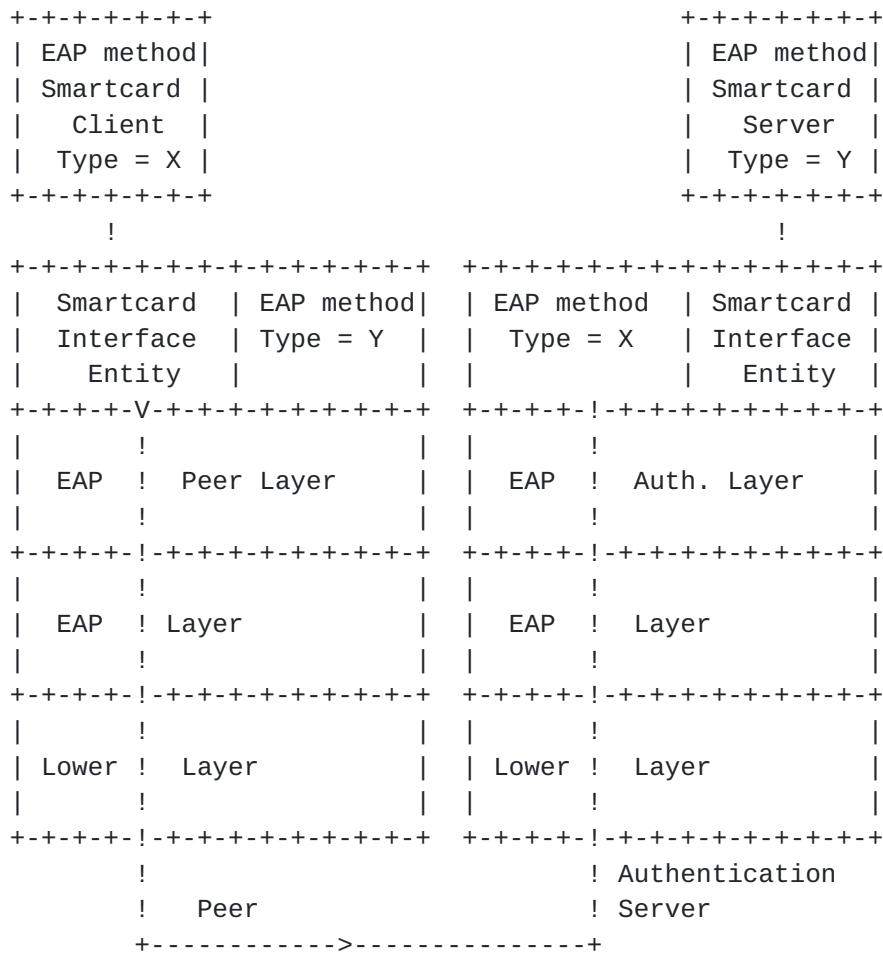 +-+-+-+-+-+-+                              +-+-+-+-+-+-+
| EAP method|                              | EAP method|
| Smartcard |                              | Smartcard |
|   Client  |                              |   Server  |
|  Type = X |                              |  Type = Y |
+-+-+-+-+-+-+                              +-+-+-+-+-+-+
      !                                          !
+-+-+-+-+-+-+-+-+-+-+-+-+-+  +-+-+-+-+-+-+-+-+-+-+-+-+-+
|  Smartcard  | EAP method|  | EAP method  | Smartcard |
|  Interface  | Type = Y  |  |  Type = X   | Interface |
|    Entity   |           |  |             |   Entity  |
+-+-+-+-V-+-+-+-+-+-+-+-+-+  +-+-+-+-!-+-+-+-+-+-+-+-+-+
|       !                 |  |       !                 |
|  EAP  !  Peer Layer     |  |  EAP  !  Auth. Layer    |
|       !                 |  |       !                 |
+-+-+-+-!-+-+-+-+-+-+-+-+-+  +-+-+-+-!-+-+-+-+-+-+-+-+-+
|       !                 |  |       !                 |
|  EAP  ! Layer           |  |  EAP  !  Layer          |
|       !                 |  |       !                 |
+-+-+-+-!-+-+-+-+-+-+-+-+-+  +-+-+-+-!-+-+-+-+-+-+-+-+-+
|       !                 |  |       !                 |
| Lower !  Layer          |  | Lower !  Layer          |
|       !                 |  |       !                 |
+-+-+-+-!-+-+-+-+-+-+-+-+-+  +-+-+-+-!-+-+-+-+-+-+-+-+-+
        !                            ! Authentication
        !   Peer                     ! Server
        +------------>---------------+